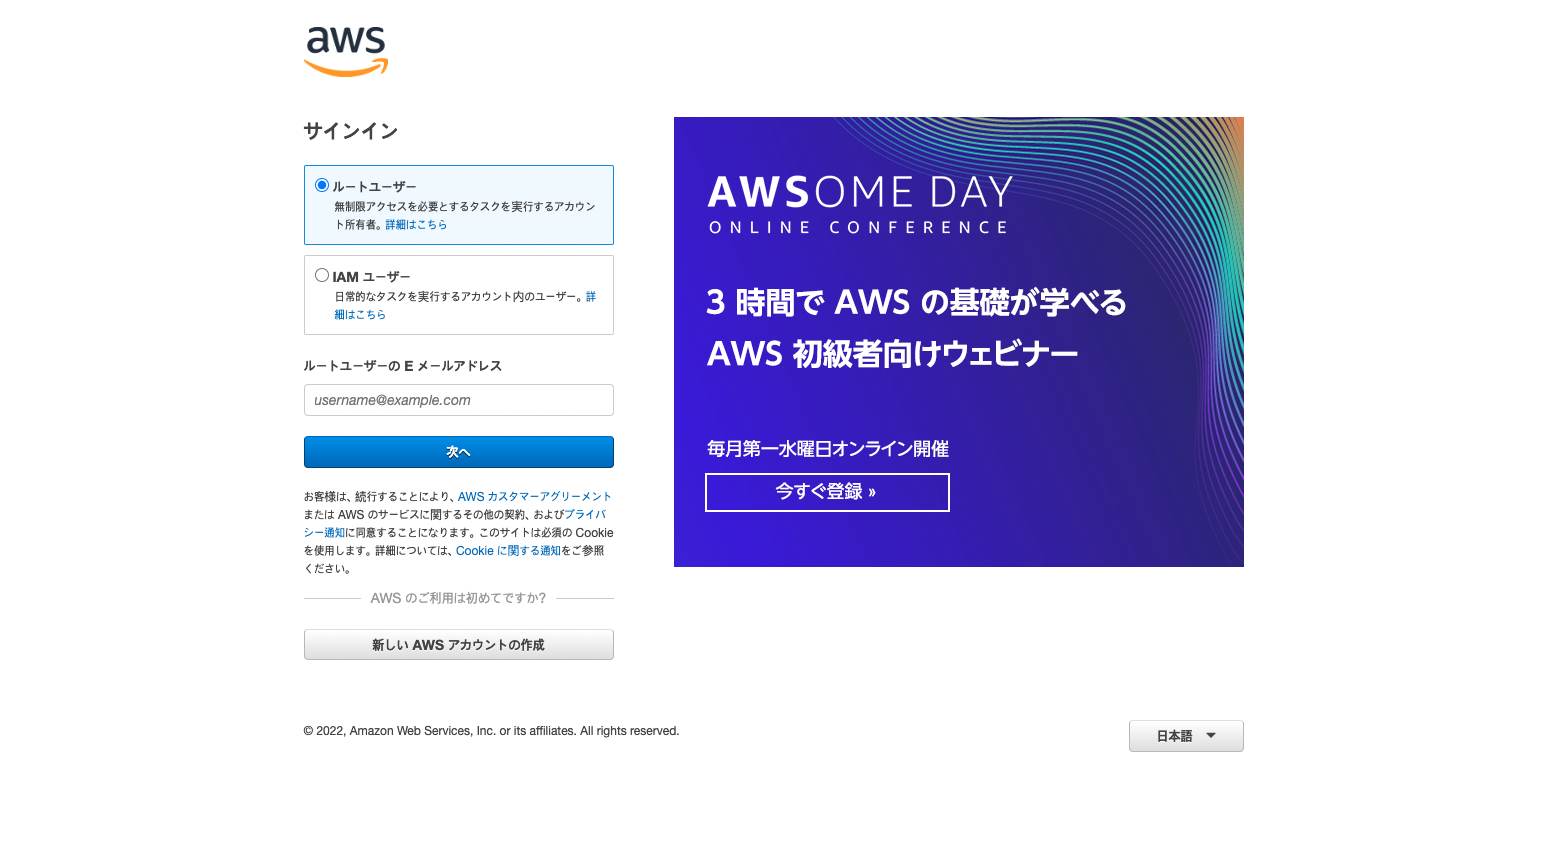 aws
サインイン
ルートユーザー
無制限アクセスを必要とするタスクを実行するアカウン
ト所有者。詳細はこちら
IAM ユーザー
日常的なタスクを実行するアカウント内のユーザー。詳
細はこちら
ルートユーザーの E メールアドレス
username@example.com
次へ
お客様は、続行することにより、AWS カスタマーアグリーメント
または AWS のサービスに関するその他の契約、およびプライバ
シー通知に同意することになります。このサイトは必須の Cookie
を使用します。詳細については、Cookie に関する通知をご参照
ください。
AWS のご利用は初めてですか?
新しい AWS アカウントの作成
AWSOME DAY
ONLINE CONFERENCE
3 時間で AWS の基礎が学べる
AWS 初級者向けウェビナー
毎月第一水曜日オンライン開催
今すぐ登録 »
© 2022, Amazon Web Services, Inc. or its affiliates. All rights reserved.
日本語